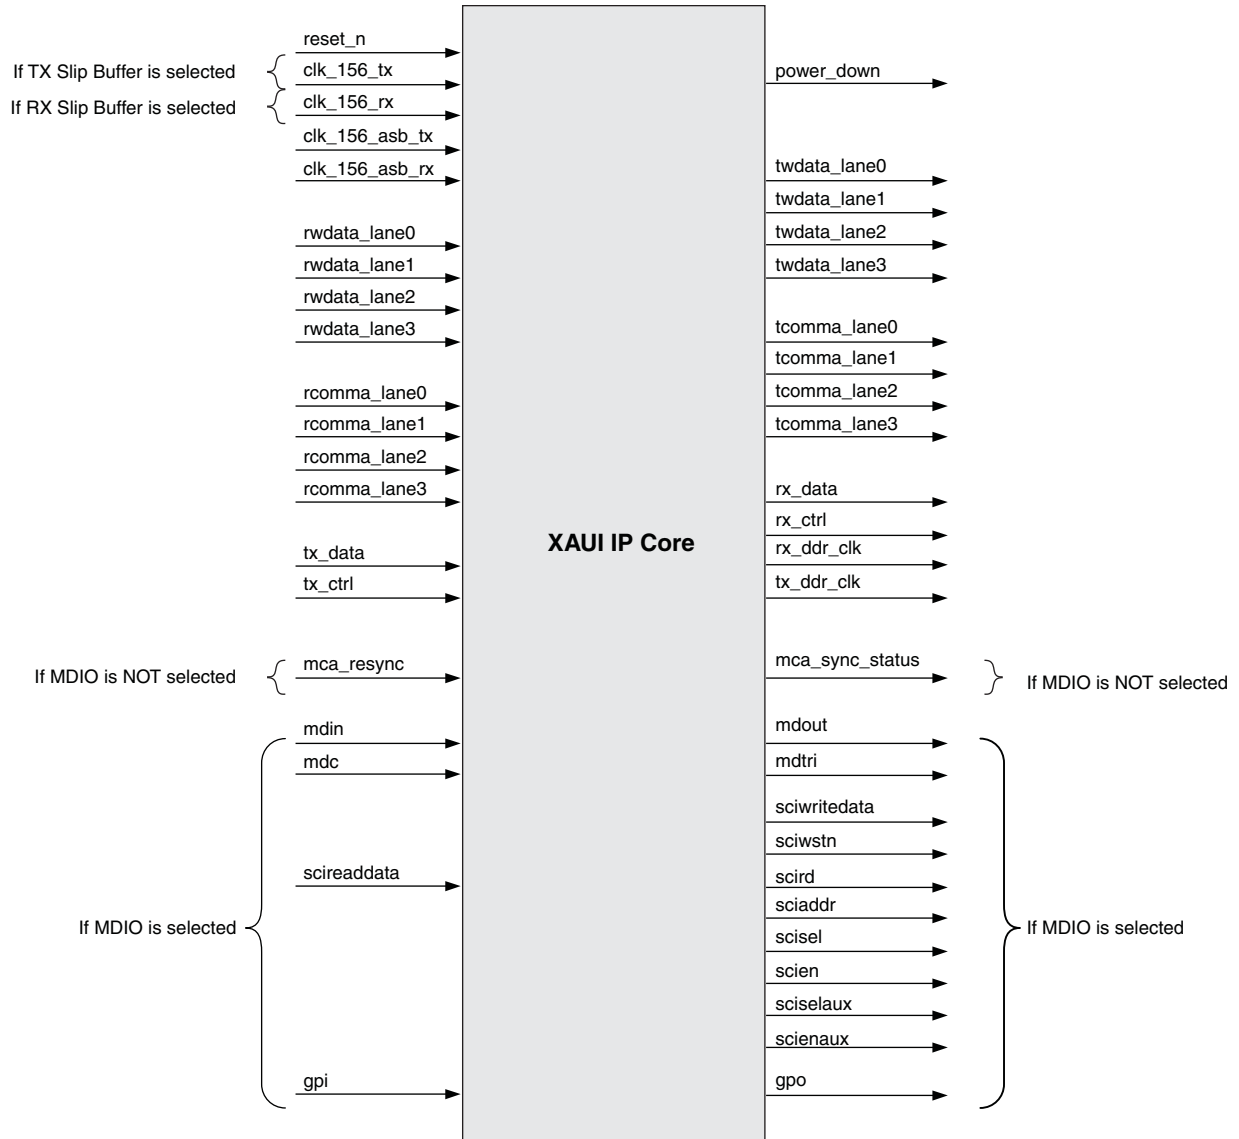 reset_n
If TX Slip Buffer is selected
clk_156_tx
If RX Slip Buffer is selected
clk_156_rx
clk_156_asb_tx
clk_156_asb_rx
rwdata_lane0
rwdata_lane1
rwdata_lane2
rwdata_lane3
rcomma_lane0
rcomma_lane1
rcomma_lane2
rcomma_lane3
tx_data
tx_ctrl
If MDIO is NOT selected
mca_resync
mdin
mdc
scireaddata
If MDIO is selected
gpi
XAUI IP Core
power_down
twdata_lane0
twdata_lane1
twdata_lane2
twdata_lane3
tcomma_lane0
tcomma_lane1
tcomma_lane2
tcomma_lane3
rx_data
rx_ctrl
rx_ddr_clk
tx_ddr_clk
mca_sync_status
If MDIO is NOT selected
mdout
mdtri
sciwritedata
sciwstn
scird
sciaddr
scisel
scien
sciselaux
scienaux
gpo
If MDIO is selected